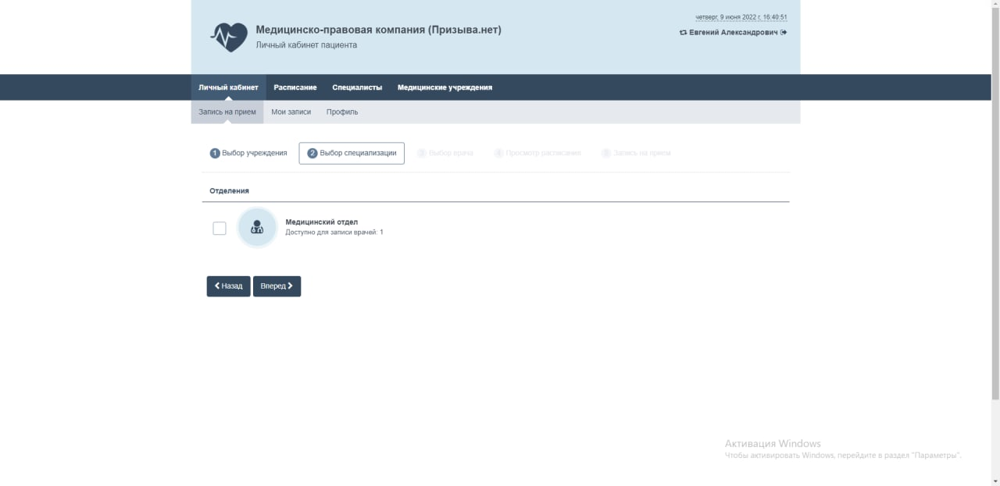 четверг, 9 июня 2022 г, 16:40:51
Медицинско-правовая компания (Призыва.нет)
Евгений Александрович
Личный кабинет пациента
Личный кабинет Расписание Специалисты Медицинские учреждения
Запись на прием Мои записи Профиль
1 Выбор учреждения 2 Выбор специализации 3 Выбор врача 4 Просмотр расписания 5 Запись на прием
Отделения
Медицинский отдел
Доступно для записи врачей: 1
Назад Вперед
Активация Windows
Чтобы активировать Windows, перейдите в раздел "Параметры".